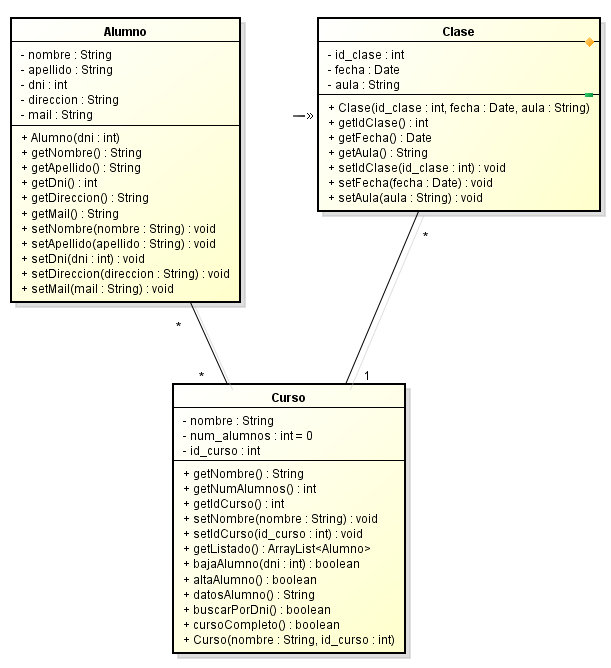 Alumno
- nombre : String
- apellido : String
- dni : int
- direccion : String
- mail : String
+ Alumno(dni : int)
+ getNombre() : String
+ getApellido() : String
+ getDni() : int
+ getDireccion() : String
+ getMail() : String
+ setNombre(nombre : String) : void
+ setApellido(apellido : String) : void
+ setDni(dni : int) : void
+ setDireccion(direccion : String) : void
+ setMail(mail : String) : void
Clase
- id_clase : int
- fecha : Date
- aula : String
+ Clase(id_clase : int, fecha : Date, aula : String)
+ getIdClase() : int
+ getFecha() : Date
+ getAula() : String
+ setIdClase(id_clase : int) : void
+ setFecha(fecha : Date) : void
+ setAula(aula : String) : void
*
*
*
1
Curso
- nombre : String
- num_alumnos : int = 0
- id_curso : int
+ getNombre() : String
+ getNumAlumnos() : int
+ getIdCurso() : int
+ setNombre(nombre : String) : void
+ setIdCurso(id_curso : int) : void
+ getListado() : ArrayList<Alumno>
+ bajaAlumno(dni : int) : boolean
+ altaAlumno() : boolean
+ datosAlumno() : String
+ buscarPorDni() : boolean
+ cursoCompleto() : boolean
+ Curso(nombre : String, id_curso : int)